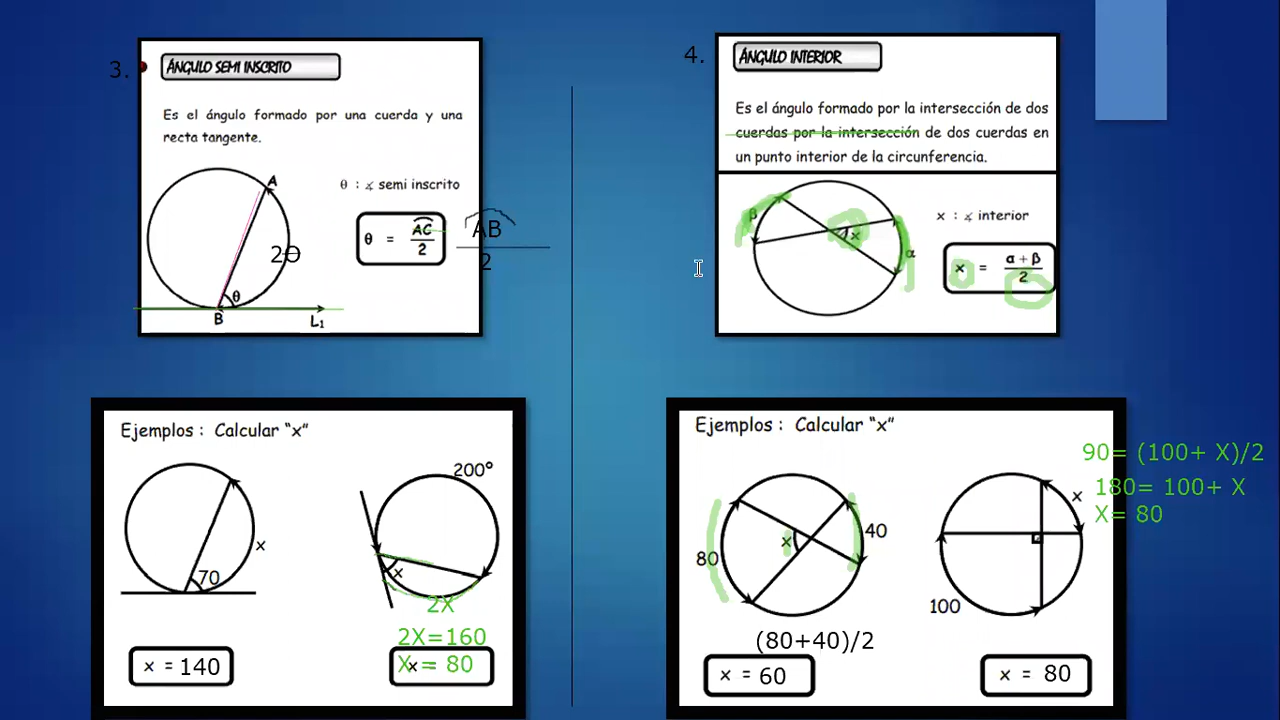 3.
ÁNGULO SEMI INSCRITO
Es el ángulo formado por una cuerda y una
recta tangente.
A
θ : ∡ semi inscrito
θ = AC/2
AB
2
2Θ
θ
B
L₁
4.
ÁNGULO INTERIOR
Es el ángulo formado por la intersección de dos
cuerdas por la intersección de dos cuerdas en
un punto interior de la circunferencia.
β
x
α
x : ∡ interior
x = α + β/2
Ejemplos : Calcular "x"
x
70
x = 140
200º
x
2X
2X=160
X = 80
x =
Ejemplos : Calcular "x"
80
x
40
(80+40)/2
x = 60
x
100
x = 80
90= (100+ X)/2
180= 100+ X
X= 80